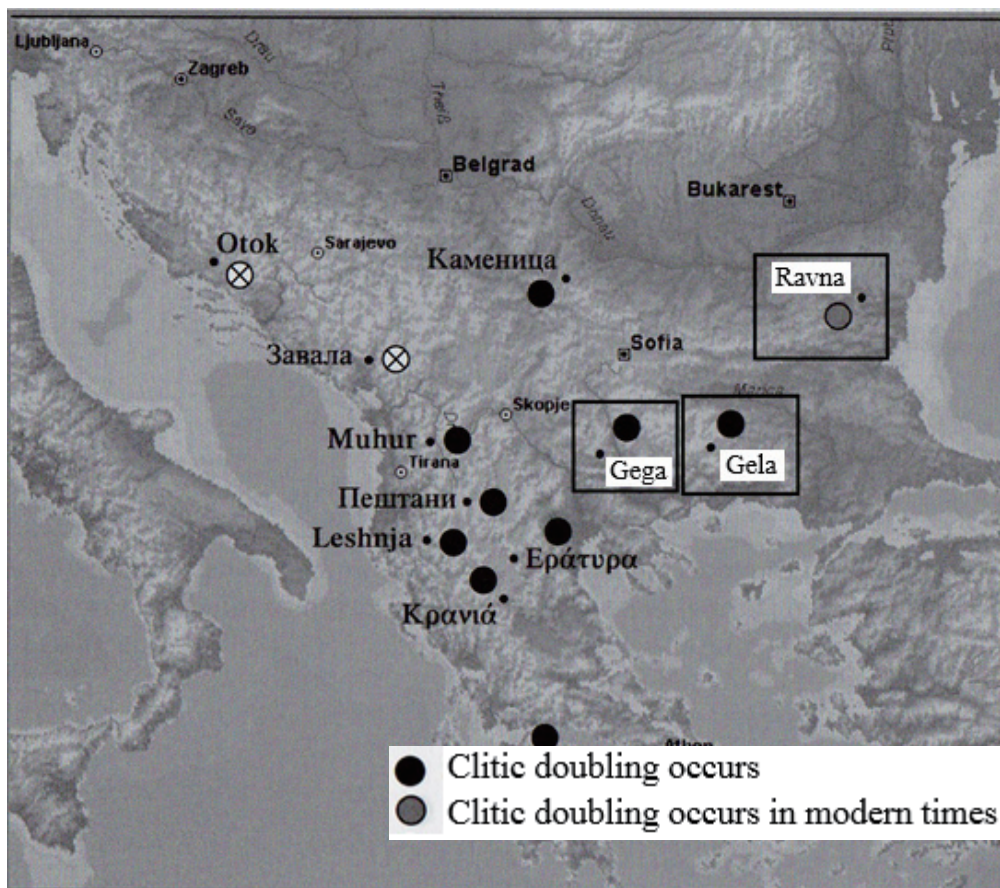 Ljubljana
Zagreb
Drau
Save
Theiß
Belgrad
Bukarest
Donau
Otok
Sarajevo
Каменица
Ravna
Завала
Sofia
Marica
Skopje
Muhur
Tirana
Gega
Gela
Пештани
Leshnja
Εράτυρα
Κρανιά
Clitic doubling occurs
Clitic doubling occurs in modern times